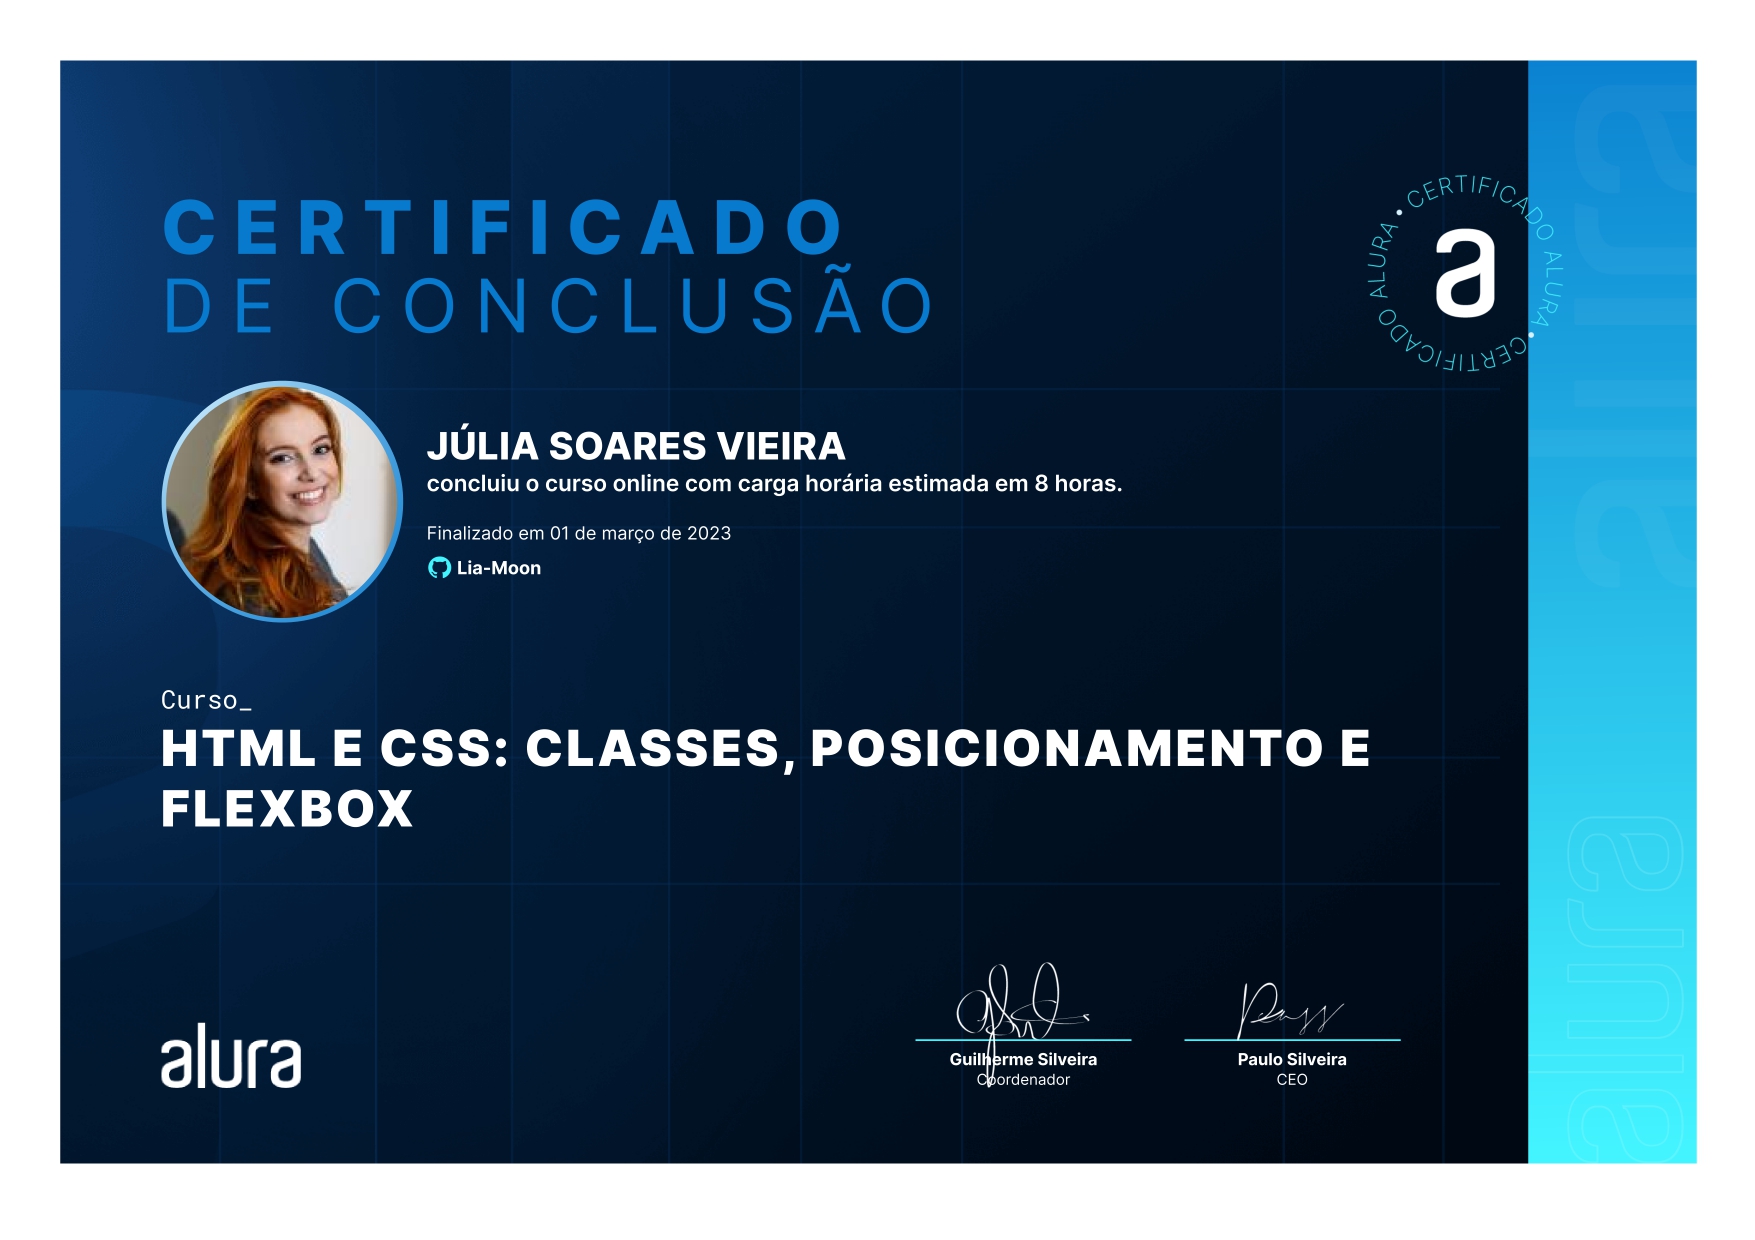 CERTIFICADO
DE CONCLUSÃO
CERTIFICADO ALURA • CERTIFICADO ALURA •
a
JÚLIA SOARES VIEIRA
concluiu o curso online com carga horária estimada em 8 horas.
Finalizado em 01 de março de 2023
Lia-Moon
Curso_
HTML E CSS: CLASSES, POSICIONAMENTO E
FLEXBOX
alura
Guilherme Silveira
Coordenador
Paulo Silveira
CEO
alura
alura
alura